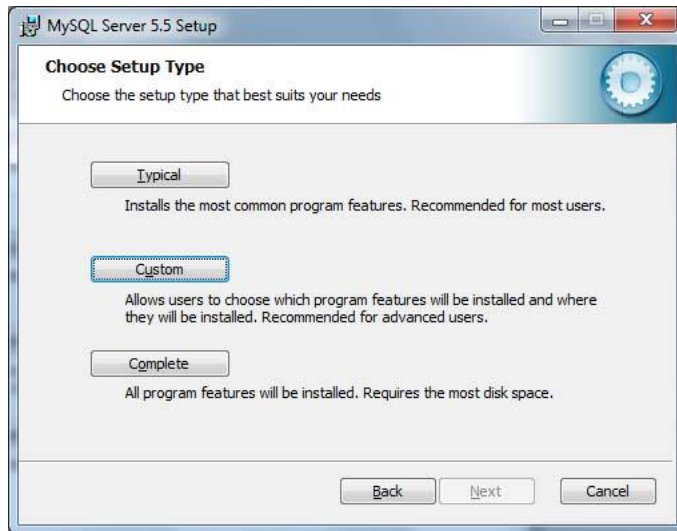 MySQL Server 5.5 Setup
Choose Setup Type
Choose the setup type that best suits your needs
Typical
Installs the most common program features. Recommended for most users.
Custom
Allows users to choose which program features will be installed and where
they will be installed. Recommended for advanced users.
Complete
All program features will be installed. Requires the most disk space.
Back Next Cancel